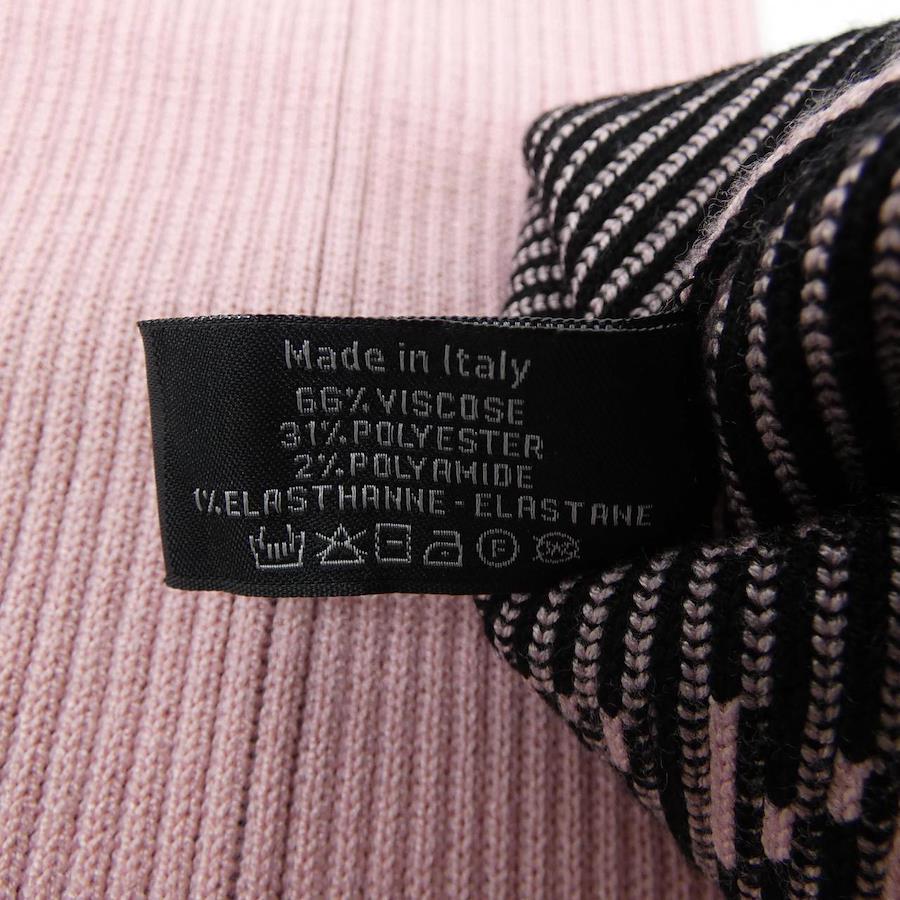 Made in Italy
66% VISCOSE
31% POLYESTER
2% POLYAMIDE
1% ELASTHANNE - ELASTANE
F